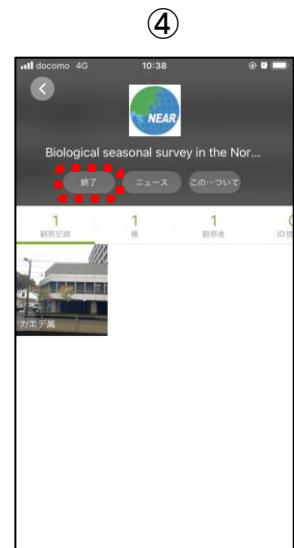 ④
docomo 4G 10:38
NEAR
Biological seasonal survey in the Nor...
終了 ニュース この…ついて
1 1 1
観察記録 種 観察者
カエデ属